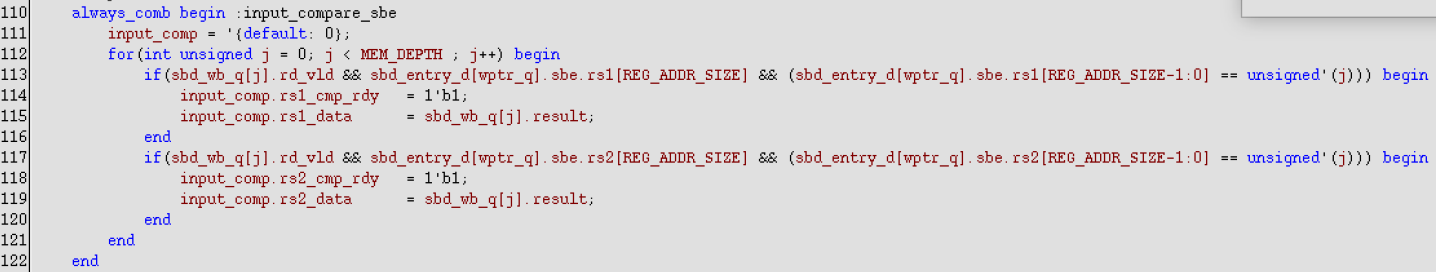 110 always_comb begin :input_compare_sbe
111 input_comp = '{default: 0};
112 for(int unsigned j = 0; j < MEM_DEPTH ; j++) begin
113 if(sbd_wb_q[j].rd_vld && sbd_entry_d[wptr_q].sbe.rs1[REG_ADDR_SIZE] && (sbd_entry_d[wptr_q].sbe.rs1[REG_ADDR_SIZE-1:0] == unsigned'(j))) begin
114 input_comp.rs1_cmp_rdy = 1'b1;
115 input_comp.rs1_data = sbd_wb_q[j].result;
116 end
117 if(sbd_wb_q[j].rd_vld && sbd_entry_d[wptr_q].sbe.rs2[REG_ADDR_SIZE] && (sbd_entry_d[wptr_q].sbe.rs2[REG_ADDR_SIZE-1:0] == unsigned'(j))) begin
118 input_comp.rs2_cmp_rdy = 1'b1;
119 input_comp.rs2_data = sbd_wb_q[j].result;
120 end
121 end
122 end